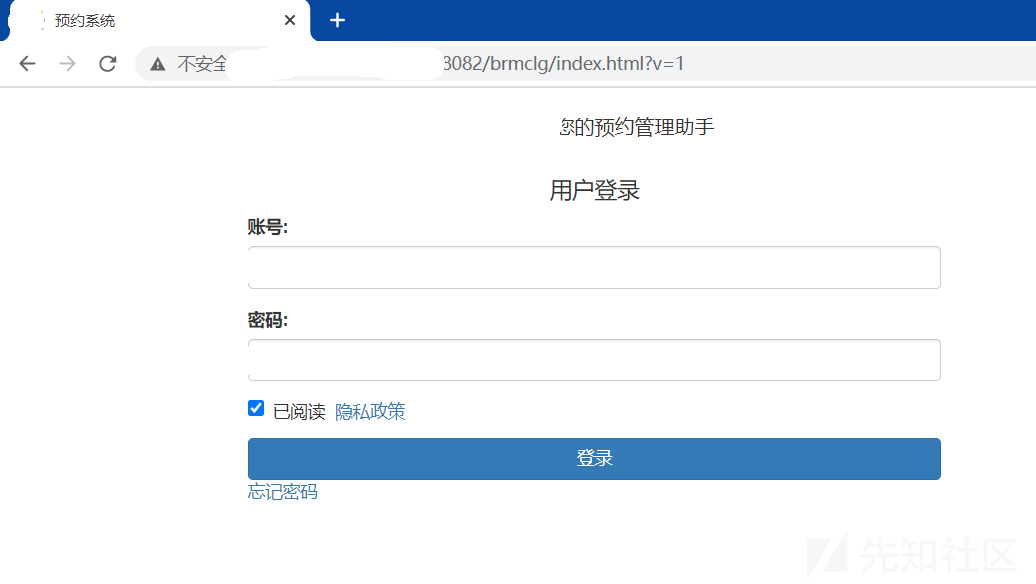 预约系统
不安全 3082/brmclg/index.html?v=1
您的预约管理助手
用户登录
账号:
密码:
已阅读 隐私政策
登录
忘记密码
先知社区